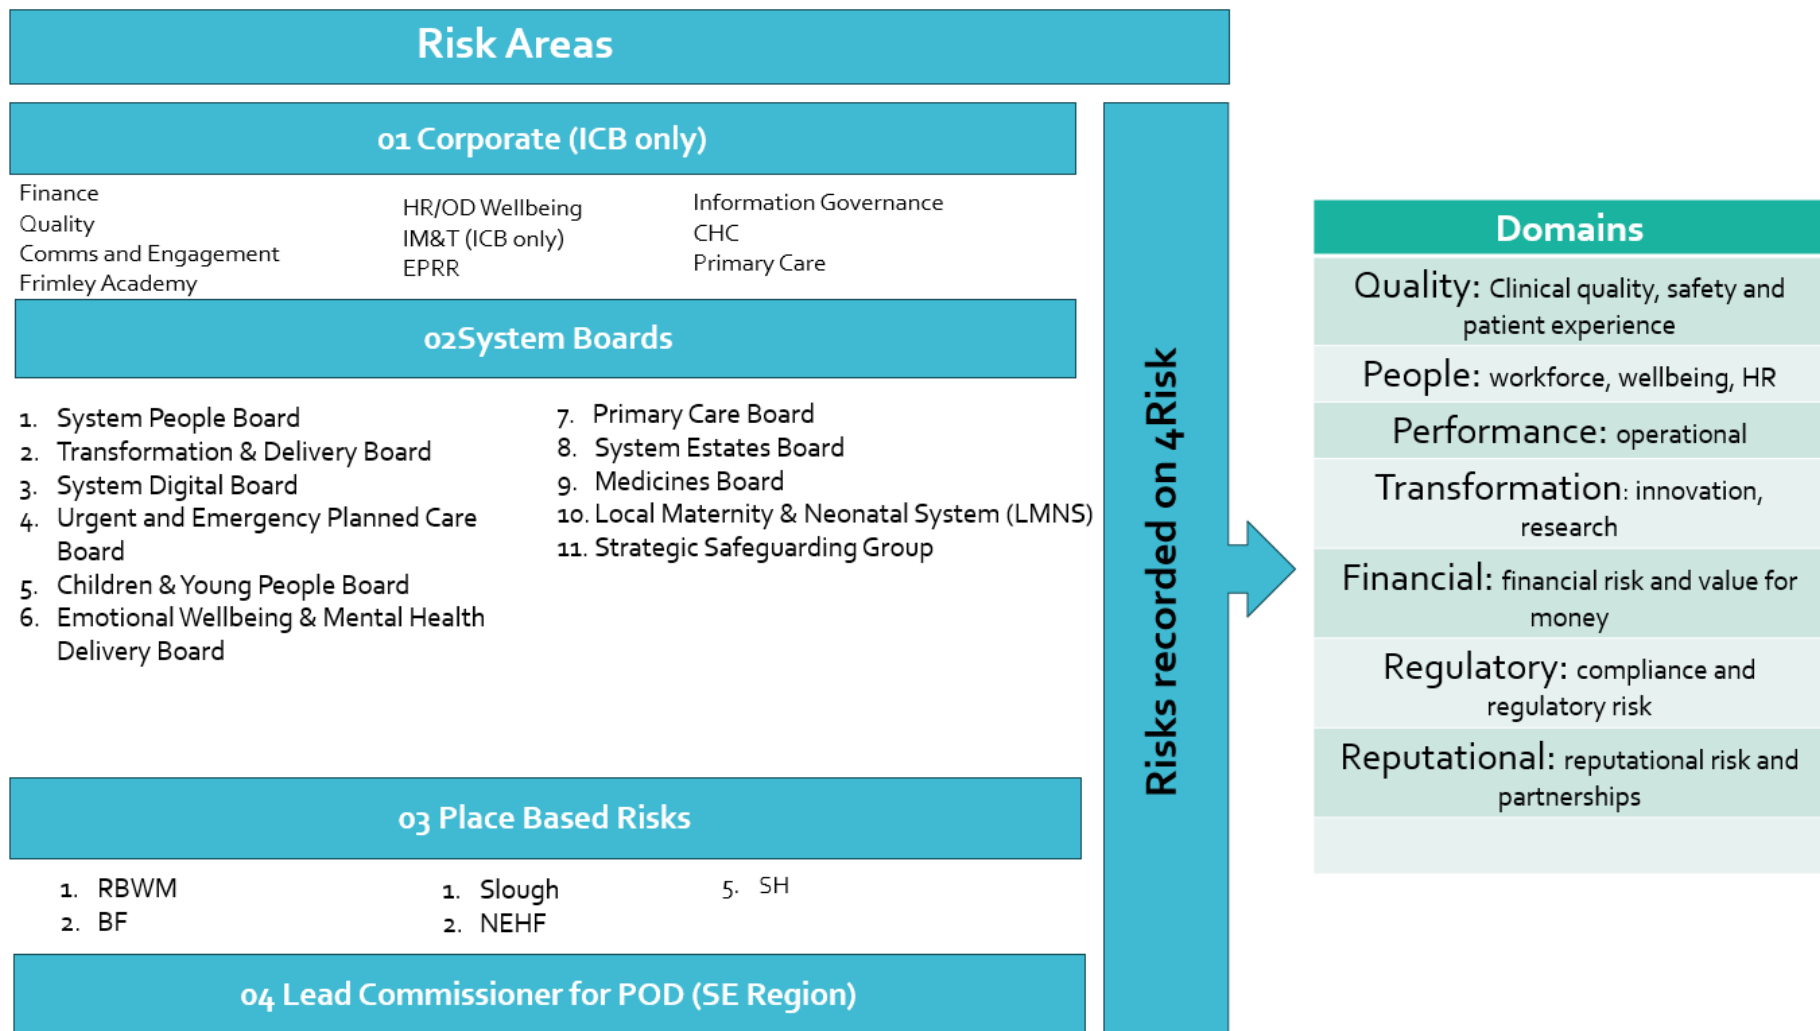 Risk Areas
01 Corporate (ICB only)
Finance
Quality
Comms and Engagement
Frimley Academy
HR/OD Wellbeing
IM&T (ICB only)
EPRR
Information Governance
CHC
Primary Care
02System Boards
1. System People Board
2. Transformation & Delivery Board
3. System Digital Board
4. Urgent and Emergency Planned Care
Board
5. Children & Young People Board
6. Emotional Wellbeing & Mental Health
Delivery Board
7. Primary Care Board
8. System Estates Board
9. Medicines Board
10. Local Maternity & Neonatal System (LMNS)
11. Strategic Safeguarding Group
03 Place Based Risks
1. RBWM
2. BF
1. Slough
2. NEHF
5. SH
04 Lead Commissioner for POD (SE Region)
Risks recorded on 4Risk
Domains
Quality: Clinical quality, safety and
patient experience
People: workforce, wellbeing, HR
Performance: operational
Transformation: innovation,
research
Financial: financial risk and value for
money
Regulatory: compliance and
regulatory risk
Reputational: reputational risk and
partnerships